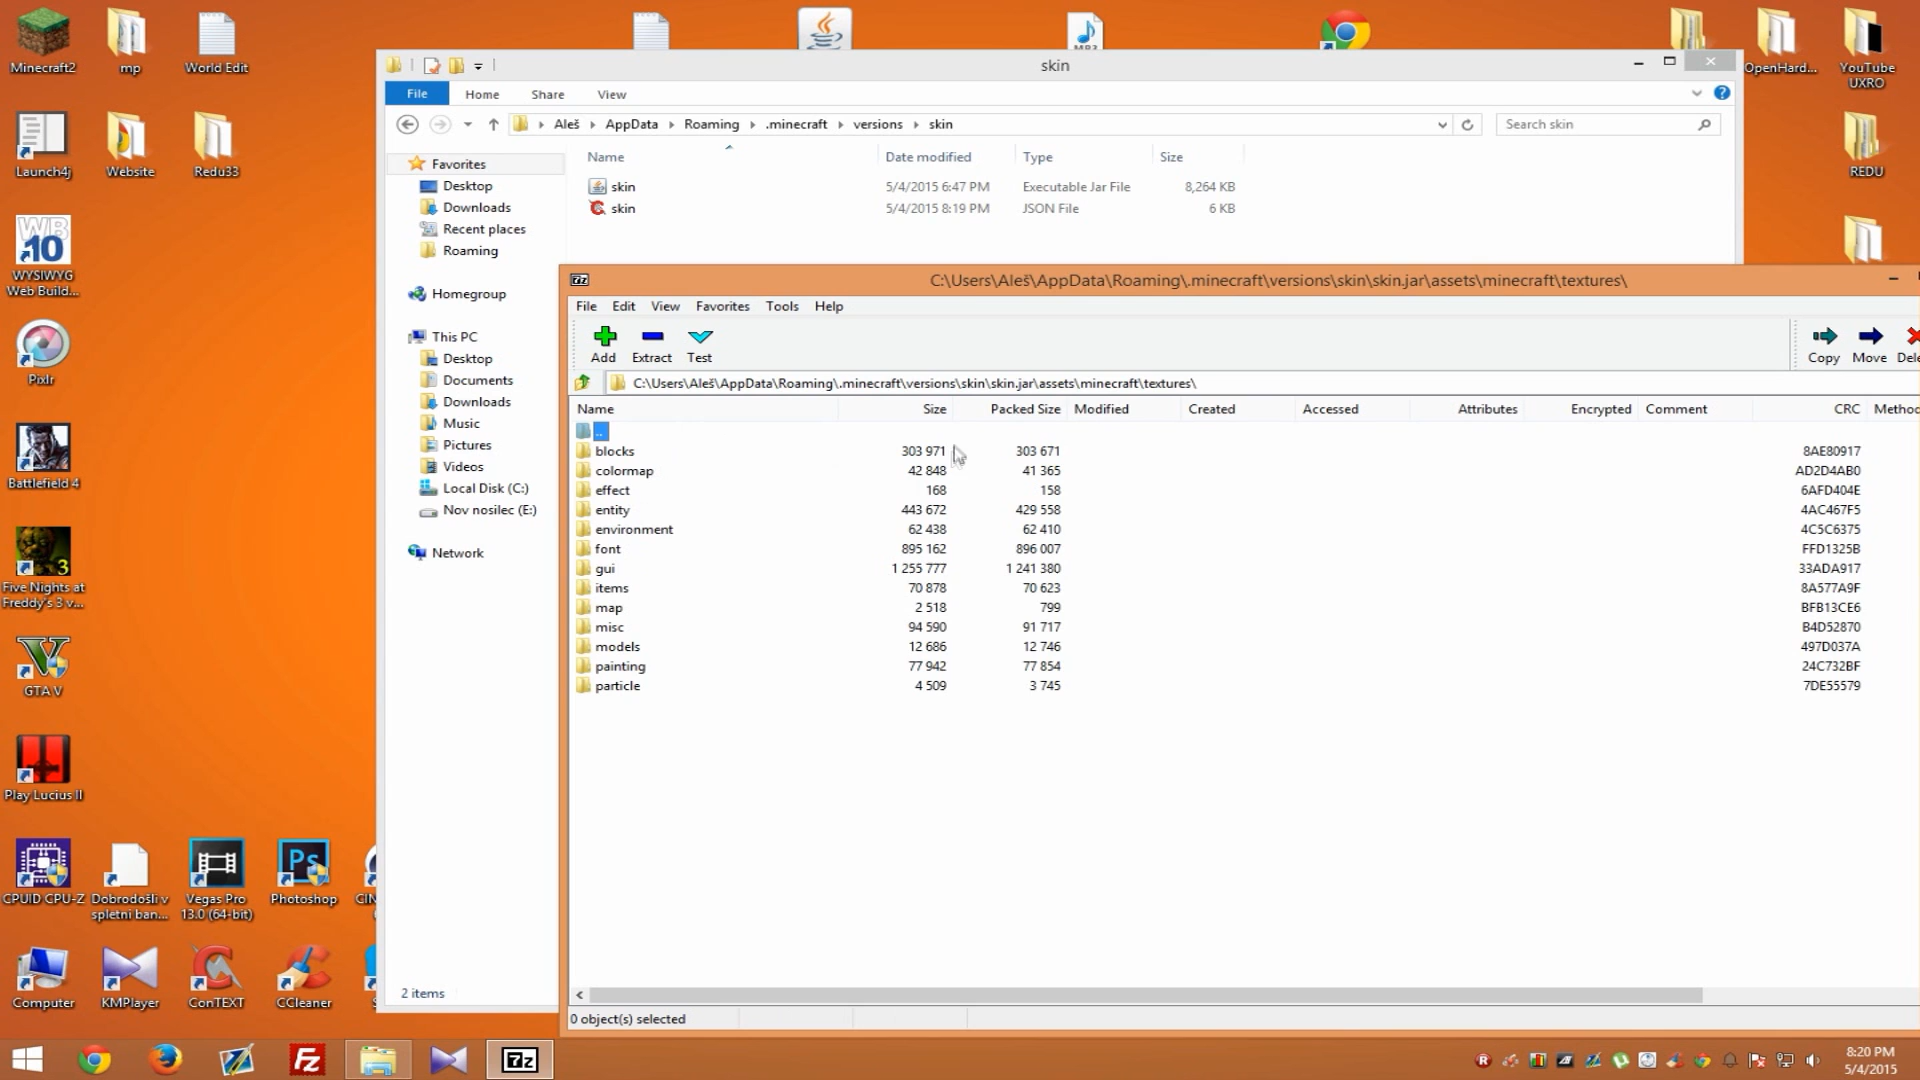 Minecraft2
mp
World Edit
Launch4j
Website
Redu33
WYSIWYG
Web Build...
Pixlr
Battlefield 4
Five Nights at
Freddy's 3 v...
GTA V
Play Lucius II
CPUID CPU-Z
Dobrodošli v
spletni ban...
Vegas Pro
13.0 (64-bit)
Photoshop
Computer
KMPlayer
ConTEXT
CCleaner
OpenHard...
YouTube
UXRO
REDU
skin
File Home Share View
Aleš AppData Roaming .minecraft versions skin
Search skin
Name Date modified Type Size
skin 5/4/2015 6:47 PM Executable Jar File 8,264 KB
skin 5/4/2015 8:19 PM JSON File 6 KB
Favorites
Desktop
Downloads
Recent places
Roaming
Homegroup
This PC
Desktop
Documents
Downloads
Music
Pictures
Videos
Local Disk (C:)
Nov nosilec (E:)
Network
2 items
C:\Users\Aleš\AppData\Roaming\.minecraft\versions\skin\skin.jar\assets\minecraft\textures\
File Edit View Favorites Tools Help
Add Extract Test Copy Move Dele
C:\Users\Aleš\AppData\Roaming\.minecraft\versions\skin\skin.jar\assets\minecraft\textures\
Name Size Packed Size Modified Created Accessed Attributes Encrypted Comment CRC Method
..
blocks 303 971 303 671 8AE80917
colormap 42 848 41 365 AD2D4AB0
effect 168 158 6AFD404E
entity 443 672 429 558 4AC467F5
environment 62 438 62 410 4C5C6375
font 895 162 896 007 FFD1325B
gui 1 255 777 1 241 380 33ADA917
items 70 878 70 623 8A577A9F
map 2 518 799 BFB13CE6
misc 94 590 91 717 B4D52870
models 12 686 12 746 497D037A
painting 77 942 77 854 24C732BF
particle 4 509 3 745 7DE55579
0 object(s) selected
8:20 PM
5/4/2015